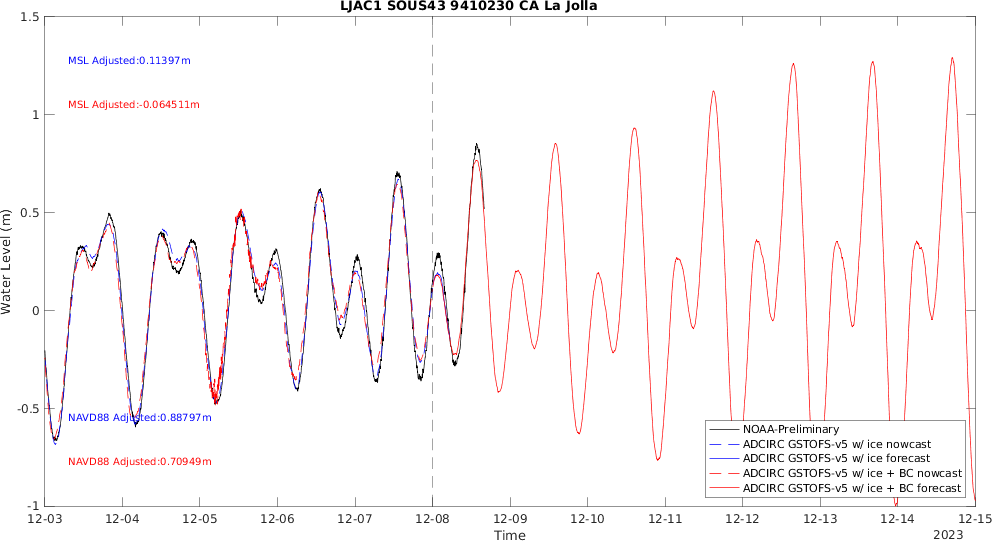 LJAC1 SOUS43 9410230 CA La Jolla
1.5
1
0.5
0
-0.5
-1
Water Level (m)
MSL Adjusted:0.11397m
MSL Adjusted:-0.064511m
NAVD88 Adjusted:0.88797m
NAVD88 Adjusted:0.70949m
NOAA-Preliminary
ADCIRC GSTOFS-v5 w/ ice nowcast
ADCIRC GSTOFS-v5 w/ ice forecast
ADCIRC GSTOFS-v5 w/ ice + BC nowcast
ADCIRC GSTOFS-v5 w/ ice + BC forecast
12-03 12-04 12-05 12-06 12-07 12-08 12-09 12-10 12-11 12-12 12-13 12-14 12-15
Time
2023